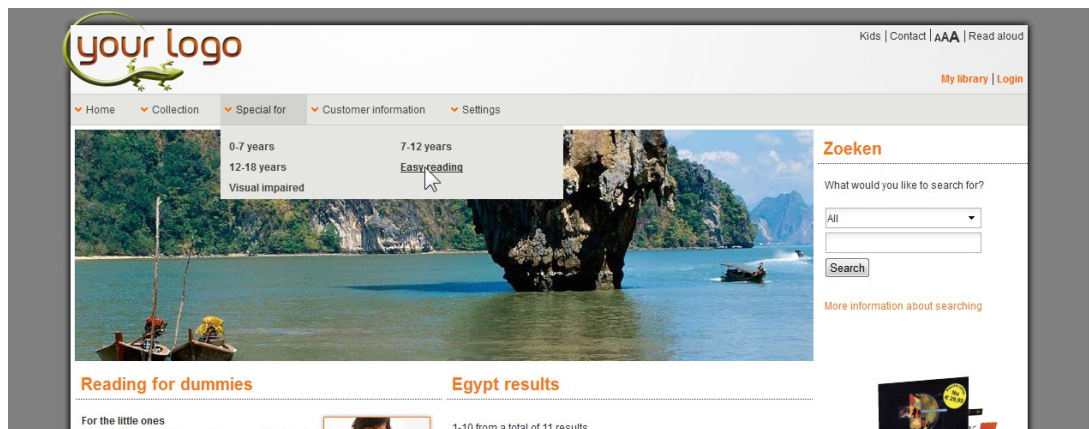 your logo
Kids | Contact | AAA | Read aloud
My library | Login
Home Collection Special for Customer information Settings
0-7 years 7-12 years
12-18 years Easy reading
Visual impaired
Zoeken
What would you like to search for?
All
Search
More information about searching
Nu
€ 29,95
Reading for dummies Egypt results
For the little ones
1-10 from a total of 11 results